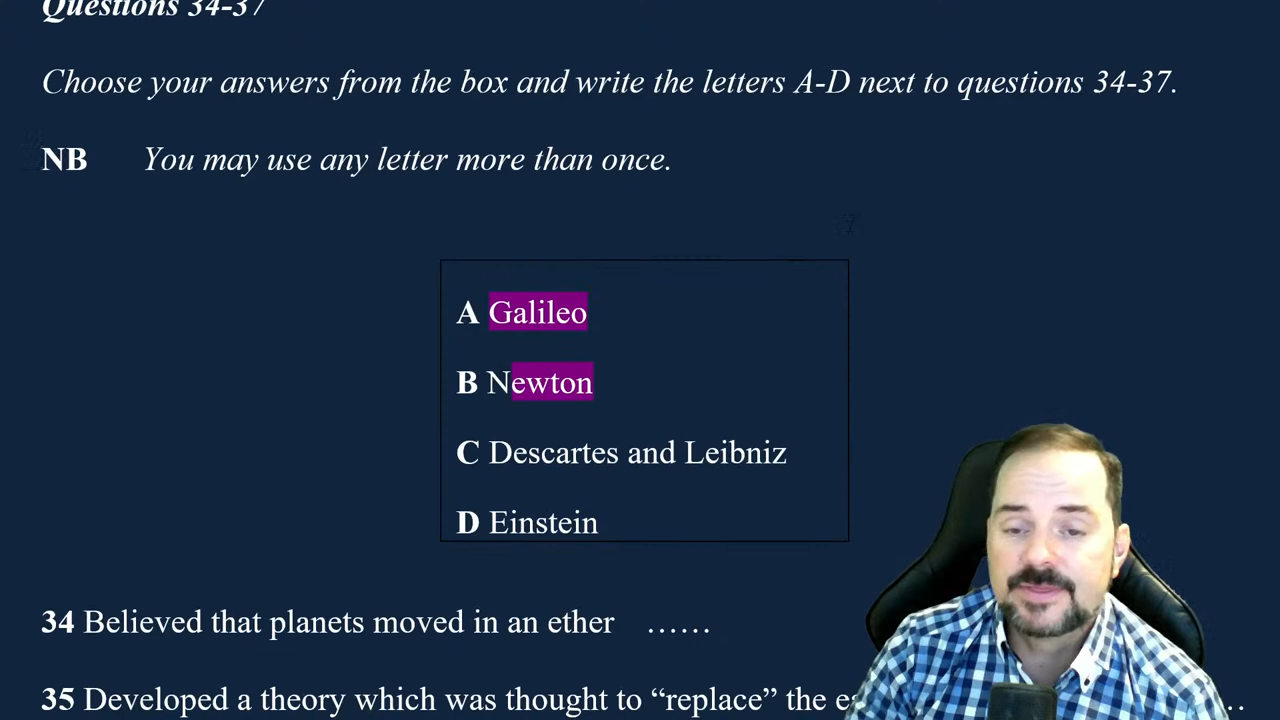 Questions 34-37
Choose your answers from the box and write the letters A-D next to questions 34-37.
NB You may use any letter more than once.
A Galileo
B Newton
C Descartes and Leibniz
D Einstein
34 Believed that planets moved in an ether ......
35 Developed a theory which was thought to “replace” the